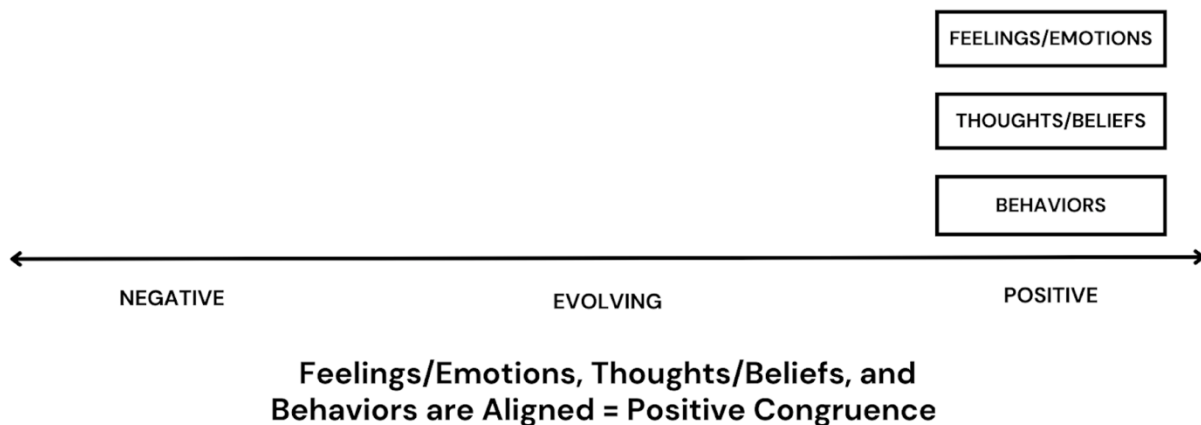 FEELINGS/EMOTIONS
THOUGHTS/BELIEFS
BEHAVIORS
NEGATIVE
EVOLVING
POSITIVE
Feelings/Emotions, Thoughts/Beliefs, and
Behaviors are Aligned = Positive Congruence